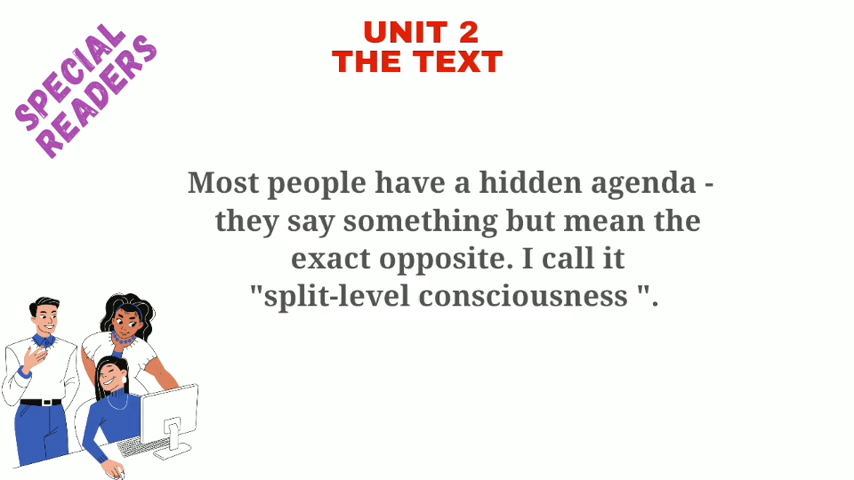 SPECIAL
READERS
UNIT 2
THE TEXT
Most people have a hidden agenda -
they say something but mean the
exact opposite. I call it
"split-level consciousness ".